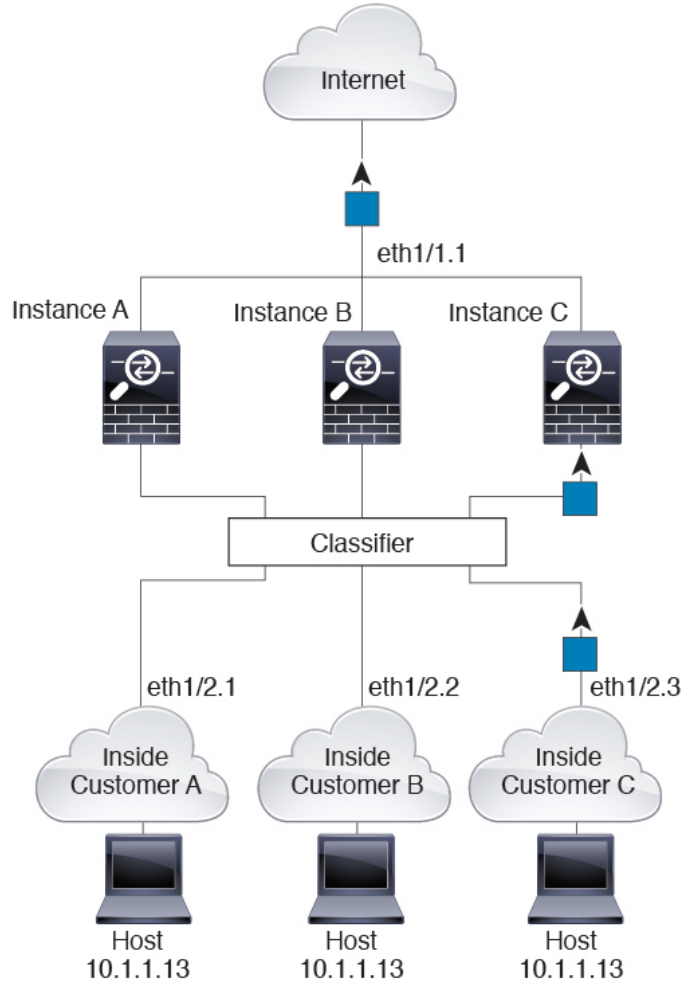 Internet
eth1/1.1
Instance A
Instance B
Instance C
Classifier
eth1/2.1
eth1/2.2
eth1/2.3
Inside
Customer A
Inside
Customer B
Inside
Customer C
Host
10.1.1.13
Host
10.1.1.13
Host
10.1.1.13